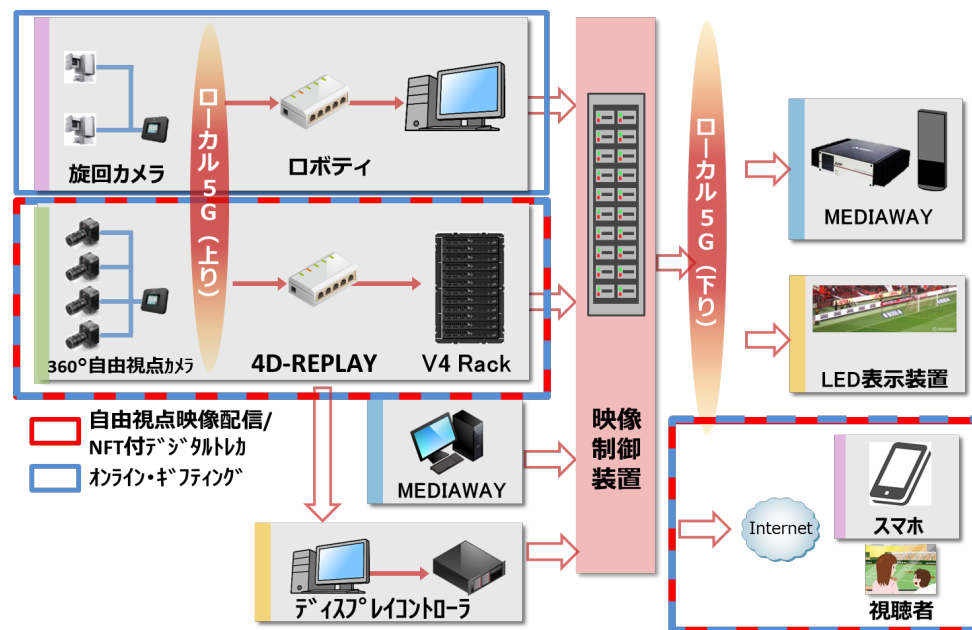 ローカル5G(上り)
旋回カメラ
ロボティ
360°自由視点ｶﾒﾗ
4D-REPLAY
V4 Rack
自由視点映像配信/
NFT付ﾃﾞｼﾞﾀﾙﾄﾚｶ
ｵﾝﾗｲﾝ・ｷﾞﾌﾃｨﾝｸﾞ
MEDIAWAY
ﾃﾞｨｽﾌﾟﾚｲｺﾝﾄﾛｰﾗ
映像
制御
装置
ローカル5G(下り)
MEDIAWAY
LED表示装置
Internet
スマホ
視聴者